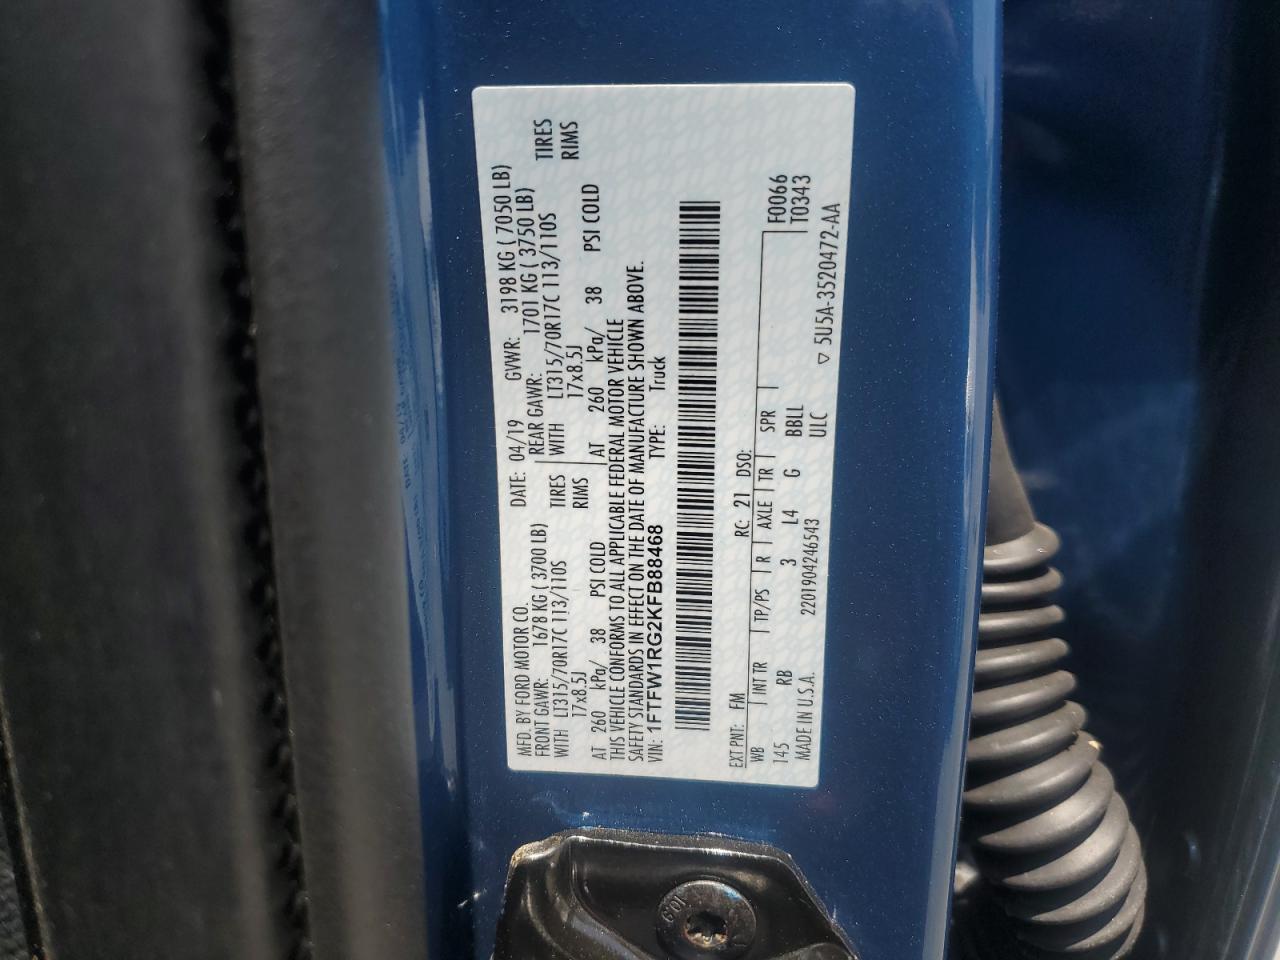 MFD. BY FORD MOTOR CO.
DATE: 04/19 GVWR: 3198 KG ( 7050 LB)
FRONT GAWR: 1678 KG ( 3700 LB)
REAR GAWR: 1701 KG ( 3750 LB)
WITH LT315/70R17C 113/110S TIRES
WITH LT315/70R17C 113/110S TIRES
17x8.5J RIMS
17x8.5J RIMS
AT 260 kPa/ 38 PSI COLD
AT 260 kPa/ 38 PSI COLD
THIS VEHICLE CONFORMS TO ALL APPLICABLE FEDERAL MOTOR VEHICLE
SAFETY STANDARDS IN EFFECT ON THE DATE OF MANUFACTURE SHOWN ABOVE.
VIN: 1FTFW1RG2KFB88468 TYPE: Truck
EXT PNT: FM RC: 21 DSO:
WB INT TR TP/PS R AXLE TR SPR F0066
145 RB 3 L4 G BBLL T0343
ULC
MADE IN U.S.A. 2201904246543
▽ 5U5A-3520472-AA
10.9